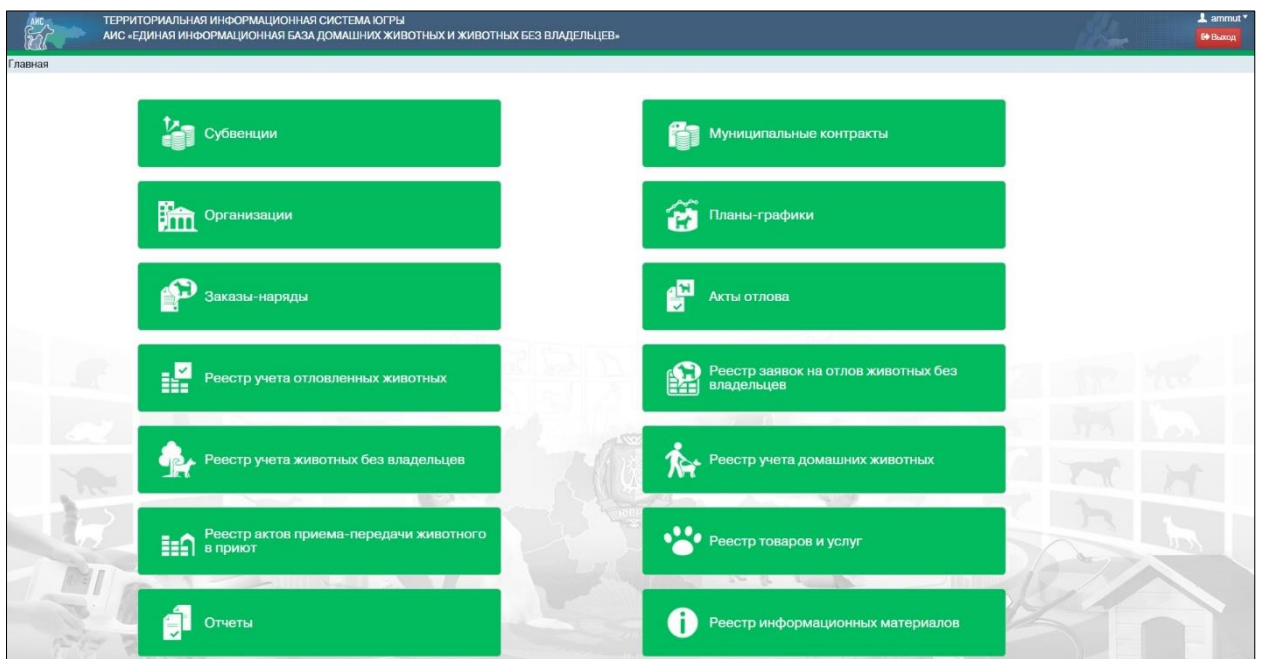 АИС
ТЕРРИТОРИАЛЬНАЯ ИНФОРМАЦИОННАЯ СИСТЕМА ЮГРЫ
АИС «ЕДИНАЯ ИНФОРМАЦИОННАЯ БАЗА ДОМАШНИХ ЖИВОТНЫХ И ЖИВОТНЫХ БЕЗ ВЛАДЕЛЬЦЕВ»
ammut
Выход
Главная
Субвенции
Муниципальные контракты
Организации
Планы-графики
Заказы-наряды
Акты отлова
Реестр учета отловленных животных
Реестр заявок на отлов животных без
владельцев
Реестр учета животных без владельцев
Реестр учета домашних животных
Реестр актов приема-передачи животного
в приют
Реестр товаров и услуг
Отчеты
Реестр информационных материалов